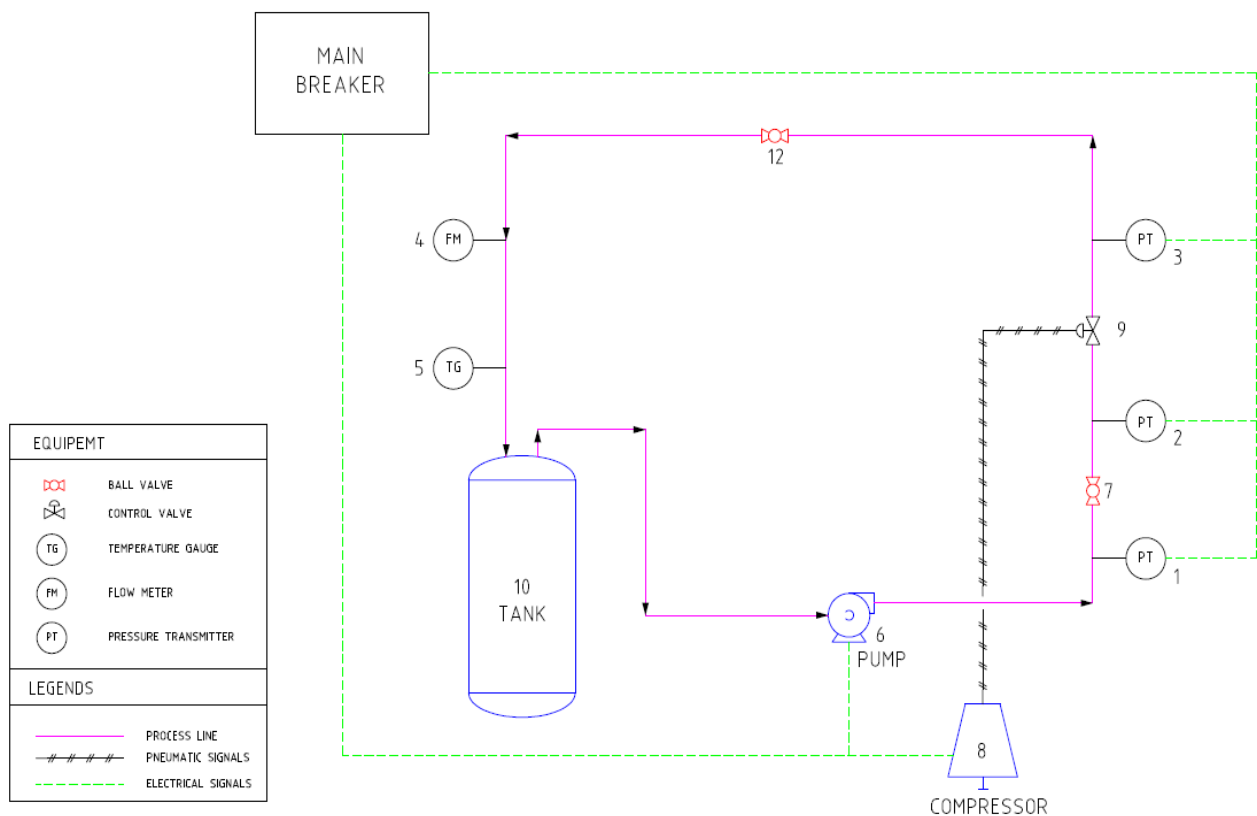 MAIN
BREAKER
12
4 FM
PT
3
9
5 TG
PT
2
7
PT
1
10
TANK
C
6
PUMP
8
COMPRESSOR
EQUIPEMT
BALL VALVE
CONTROL VALVE
TG TEMPERATURE GAUGE
FM FLOW METER
PT PRESSURE TRANSMITTER
LEGENDS
PROCESS LINE
PNEUMATIC SIGNALS
ELECTRICAL SIGNALS